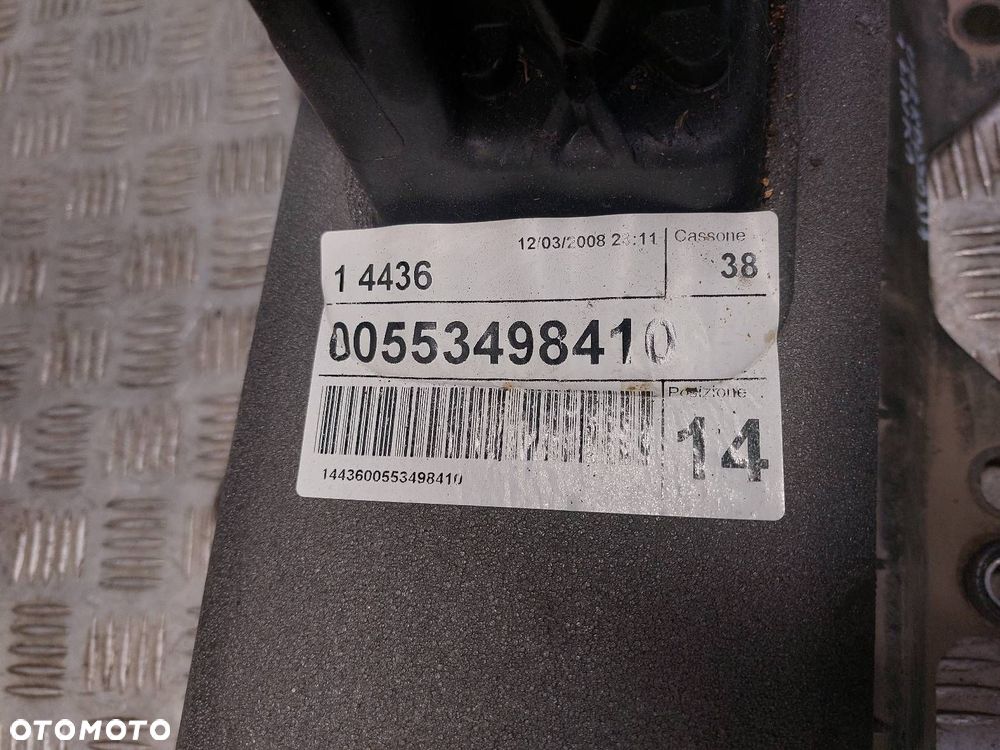 12/03/2008 23:11
Cassone
1 4436
38
00553498410
Posizione
14
1443600553498410
OTOMOTO